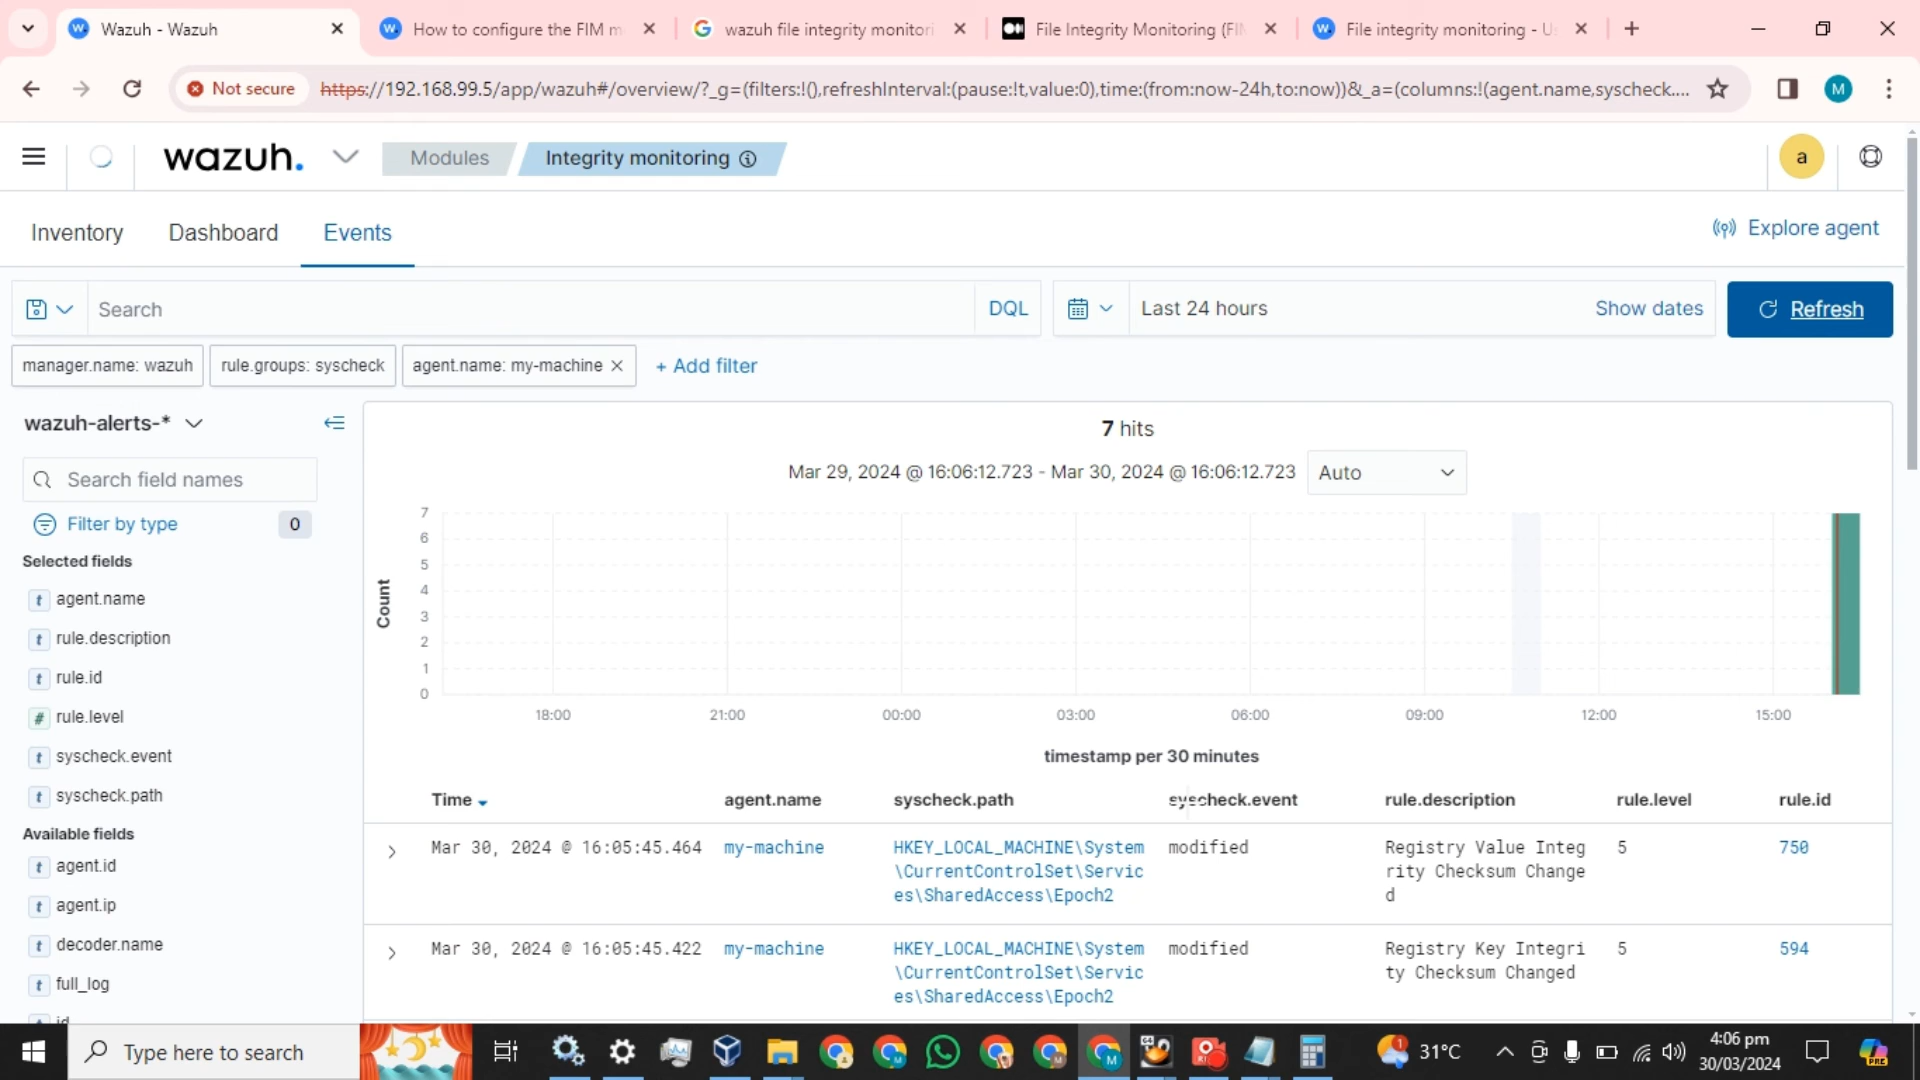 Wazuh - Wazuh
How to configure the FIM m
wazuh file integrity monitori
File Integrity Monitoring (FIM
File integrity monitoring - Us
Not secure
https://192.168.99.5/app/wazuh#/overview/?_g=(filters:!(),refreshInterval:(pause:!t,value:0),time:(from:now-24h,to:now))&_a=(columns:!(agent.name,syscheck....
M
wazuh.
Modules
Integrity monitoring
a
Inventory
Dashboard
Events
Explore agent
Search
DQL
Last 24 hours
Show dates
Refresh
manager.name: wazuh
rule.groups: syscheck
agent.name: my-machine
+ Add filter
wazuh-alerts-*
Search field names
Filter by type
0
Selected fields
t agent.name
t rule.description
t rule.id
# rule.level
t syscheck.event
t syscheck.path
Available fields
t agent.id
t agent.ip
t decoder.name
t full_log
t id
7 hits
Mar 29, 2024 @ 16:06:12.723 - Mar 30, 2024 @ 16:06:12.723
Auto
Count
7
6
5
4
3
2
1
0
18:00
21:00
00:00
03:00
06:00
09:00
12:00
15:00
timestamp per 30 minutes
Time
agent.name
syscheck.path
syscheck.event
rule.description
rule.level
rule.id
Mar 30, 2024 @ 16:05:45.464
my-machine
HKEY_LOCAL_MACHINE\System
\CurrentControlSet\Servic
es\SharedAccess\Epoch2
modified
Registry Value Integ
rity Checksum Change
d
5
750
Mar 30, 2024 @ 16:05:45.422
my-machine
HKEY_LOCAL_MACHINE\System
\CurrentControlSet\Servic
es\SharedAccess\Epoch2
modified
Registry Key Integri
ty Checksum Changed
5
594
Type here to search
31°C
4:06 pm
30/03/2024